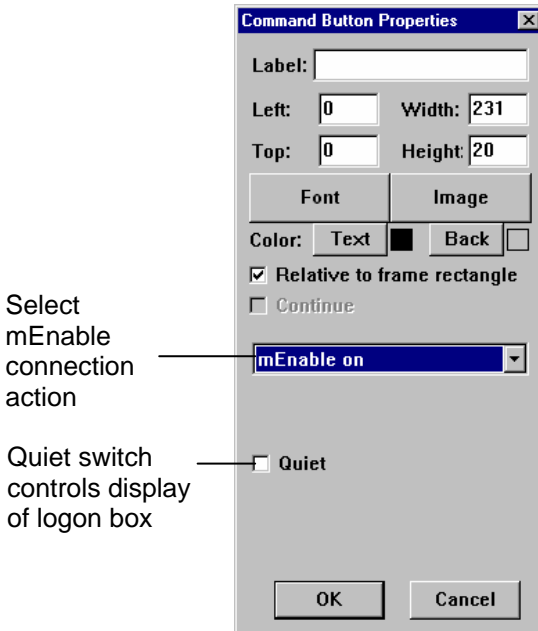 Command Button Properties
Label:
Left: 0 Width: 231
Top: 0 Height: 20
Font Image
Color: Text Back
Relative to frame rectangle
Continue
Select
mEnable
connection
action
mEnable on
Quiet switch
controls display
of logon box
Quiet
OK Cancel